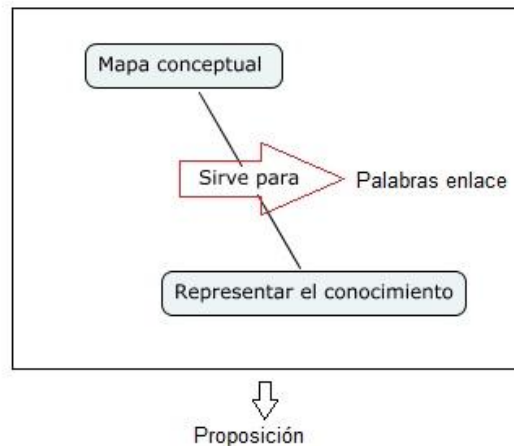 Mapa conceptual
Sirve para
Palabras enlace
Representar el conocimiento
Proposición